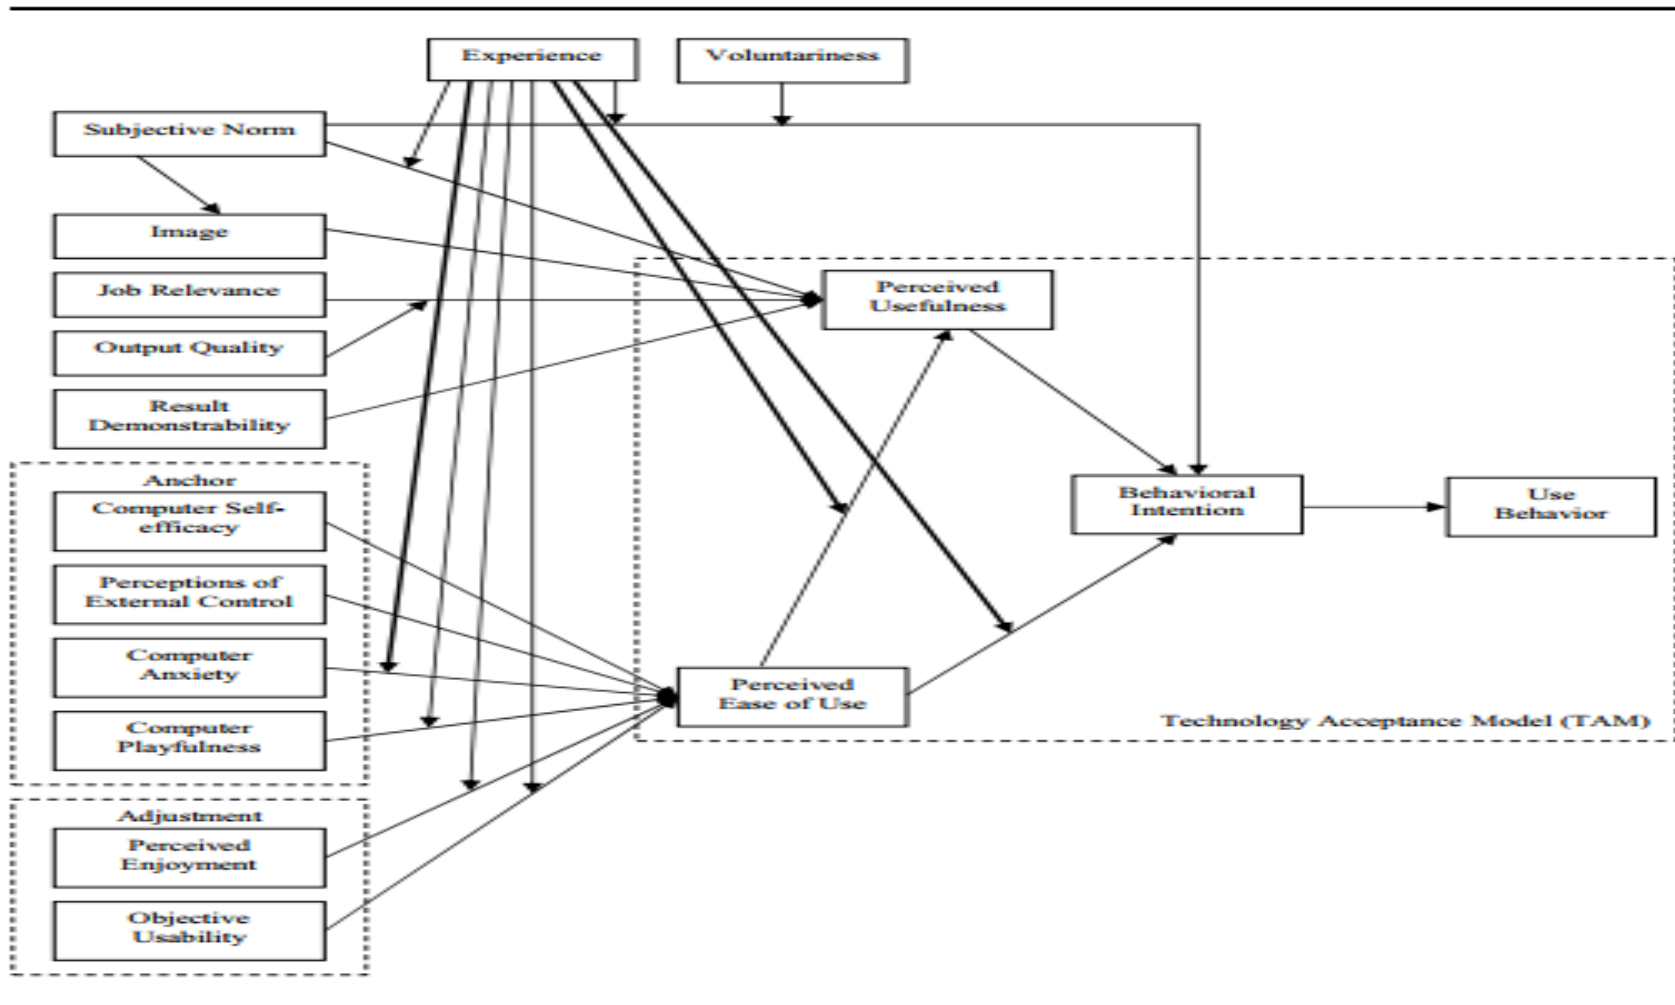 Experience
Voluntariness
Subjective Norm
Image
Job Relevance
Output Quality
Result
Demonstrability
Anchor
Computer Self-
efficacy
Perceptions of
External Control
Computer
Anxiety
Computer
Playfulness
Adjustment
Perceived
Enjoyment
Objective
Usability
Perceived
Usefulness
Perceived
Ease of Use
Behavioral
Intention
Use
Behavior
Technology Acceptance Model (TAM)